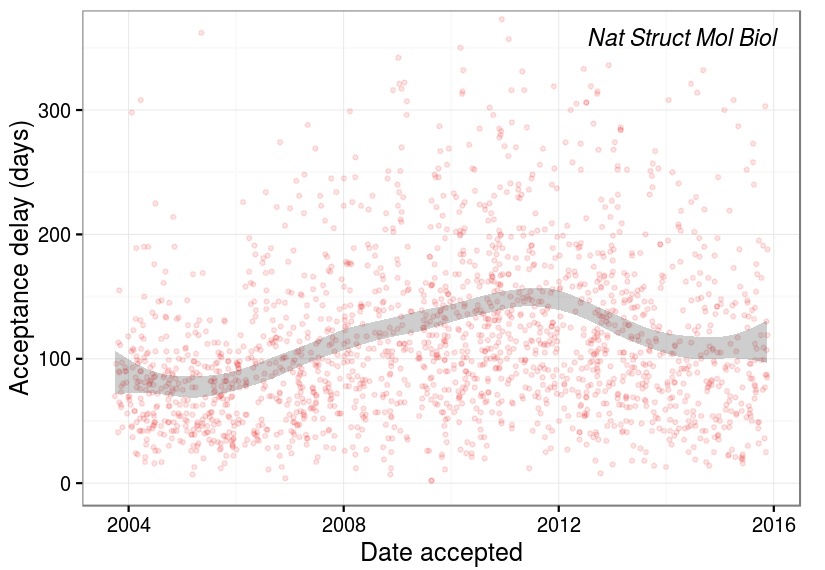 Nat Struct Mol Biol
Acceptance delay (days)
300
200
100
0
2004
2008
2012
2016
Date accepted